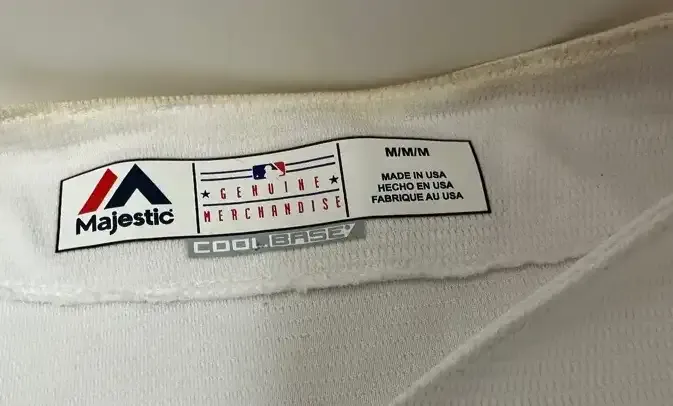 Majestic
GENUINE
MERCHANDISE
COOL BASE
M/M/M
MADE IN USA
HECHO EN USA
FABRIQUE AU USA